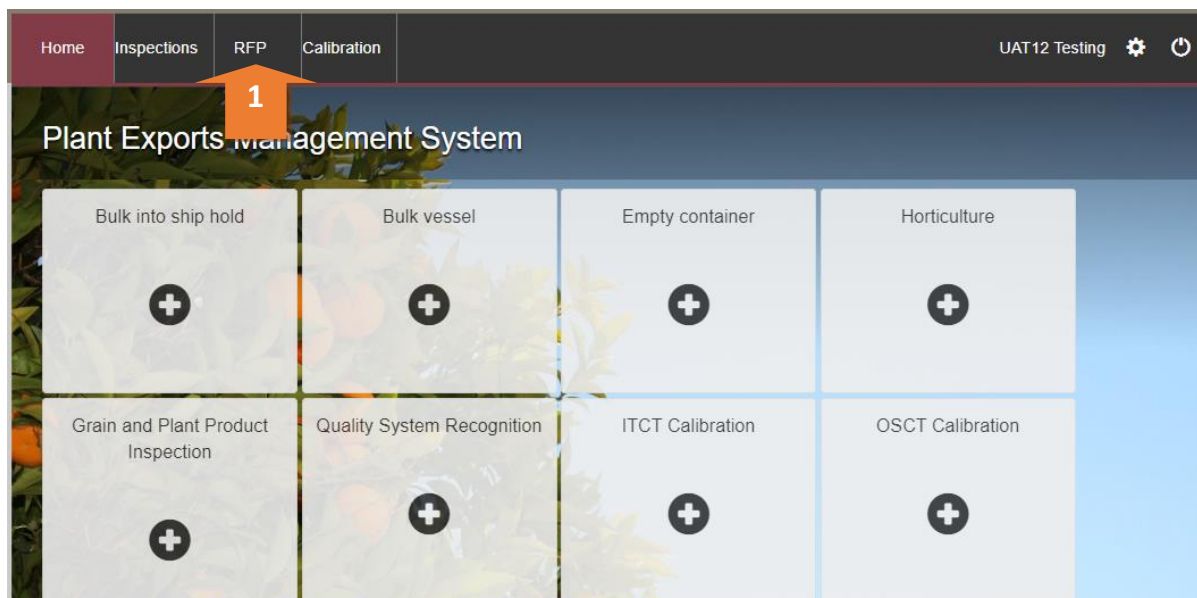 Home Inspections RFP Calibration UAT12 Testing
1
Plant Exports Management System
Bulk into ship hold Bulk vessel Empty container Horticulture
Grain and Plant Product Quality System Recognition ITCT Calibration OSCT Calibration
Inspection